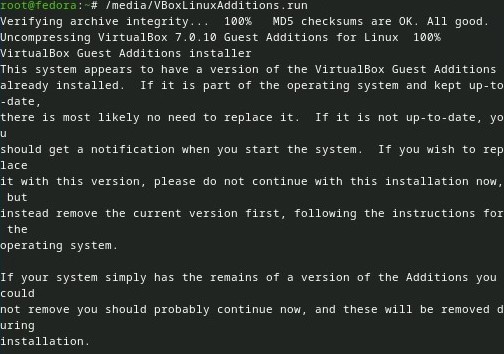 root@fedora:~# /media/VBoxLinuxAdditions.run
Verifying archive integrity...  100%   MD5 checksums are OK. All good.
Uncompressing VirtualBox 7.0.10 Guest Additions for Linux  100%
VirtualBox Guest Additions installer
This system appears to have a version of the VirtualBox Guest Additions
already installed.  If it is part of the operating system and kept up-to
-date,
there is most likely no need to replace it.  If it is not up-to-date, yo
u
should get a notification when you start the system.  If you wish to rep
lace
it with this version, please do not continue with this installation now,
 but
instead remove the current version first, following the instructions for
 the
operating system.

If your system simply has the remains of a version of the Additions you
could
not remove you should probably continue now, and these will be removed d
uring
installation.